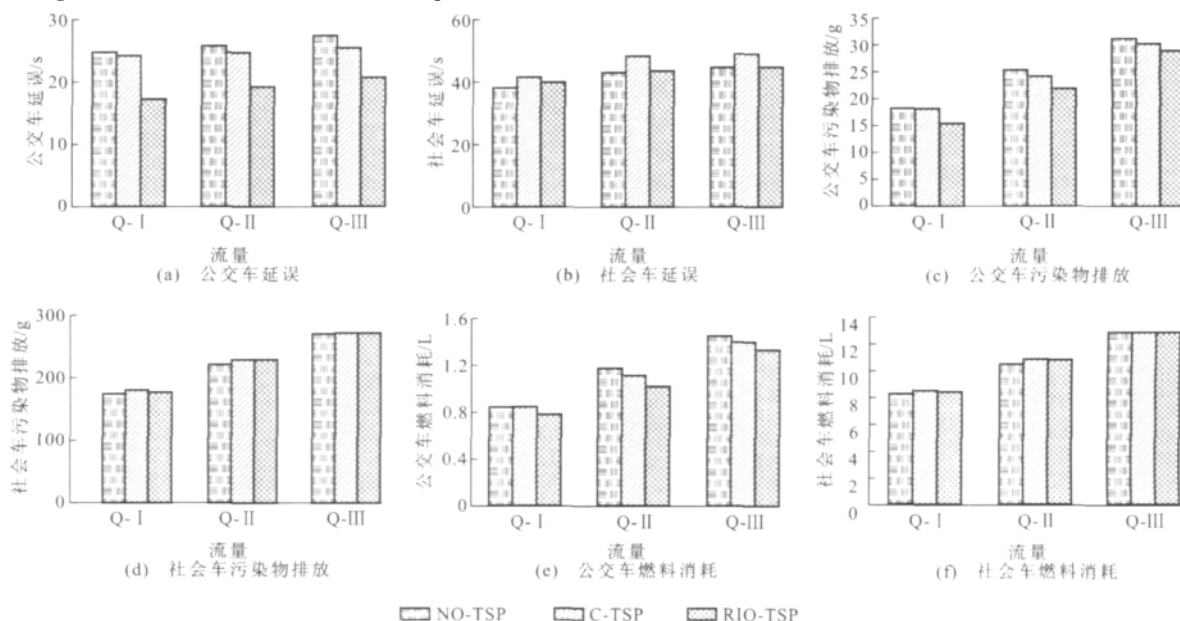 30
20
10
0
公交车延误/s
Q-Ⅰ Q-Ⅱ Q-Ⅲ
流量
(a) 公交车延误
60
40
20
0
社会车延误/s
Q-Ⅰ Q-Ⅱ Q-Ⅲ
流量
(b) 社会车延误
35
30
25
20
15
10
5
0
公交车污染物排放/g
Q-Ⅰ Q-Ⅱ Q-Ⅲ
流量
(c) 公交车污染物排放
300
200
100
0
社会车污染物排放/g
Q-Ⅰ Q-Ⅱ Q-Ⅲ
流量
(d) 社会车污染物排放
1.6
1.2
0.8
0.4
0
公交车燃料消耗/L
Q-Ⅰ Q-Ⅱ Q-Ⅲ
流量
(e) 公交车燃料消耗
14
12
10
8
6
4
2
0
社会车燃料消耗/L
Q-Ⅰ Q-Ⅱ Q-Ⅲ
流量
(f) 社会车燃料消耗
NO-TSP C-TSP RIO-TSP